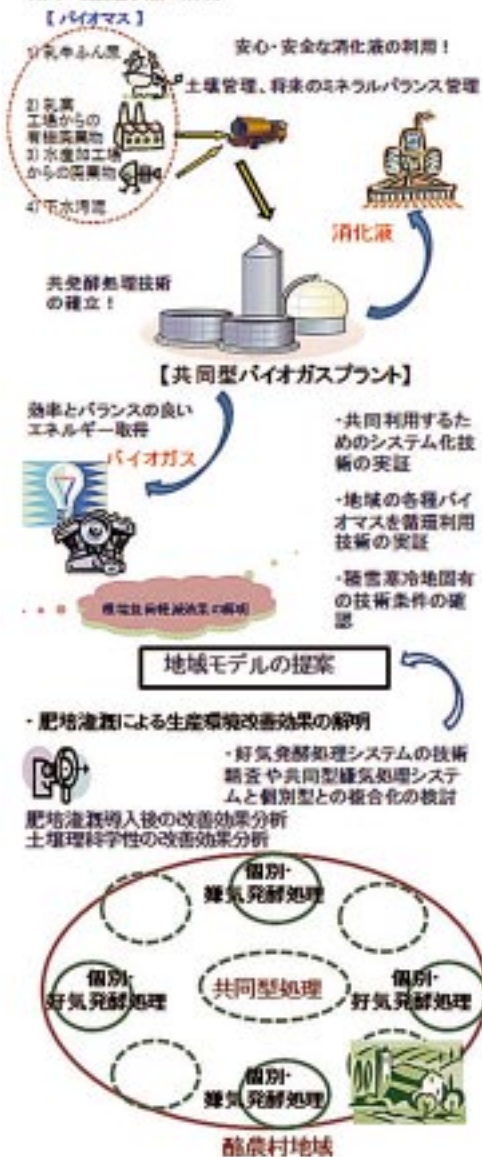 【バイオマス】
1) 乳牛ふん尿
2) 乳業
工場からの
有機廃棄物
3) 水産加工場
からの廃棄物
4) 下水汚泥
安心・安全な消化液の利用！
土壌管理、将来のミネラルバランス管理
消化液
共発酵処理技術
の確立！
【共同型バイオガスプラント】
効率とバランスの良い
エネルギー取得
バイオガス
・共同利用するた
めのシステム化技
術の実証
・地域の各種バイ
オマスを循環利用
技術の実証
・積雪寒冷地固有
の技術条件の確
認
環境負荷軽減効果の解明
地域モデルの提案
・肥培潅漑による生産環境改善効果の解明
・好気発酵処理システムの技術
調査や共同型嫌気処理システ
ムと個別型との複合化の検討
肥培潅漑導入後の改善効果分析
土壌理科学性の改善効果分析
個別・
嫌気発酵処理
個別・
好気発酵処理
共同型処理
個別・
好気発酵処理
個別・
嫌気発酵処理
酪農村地域